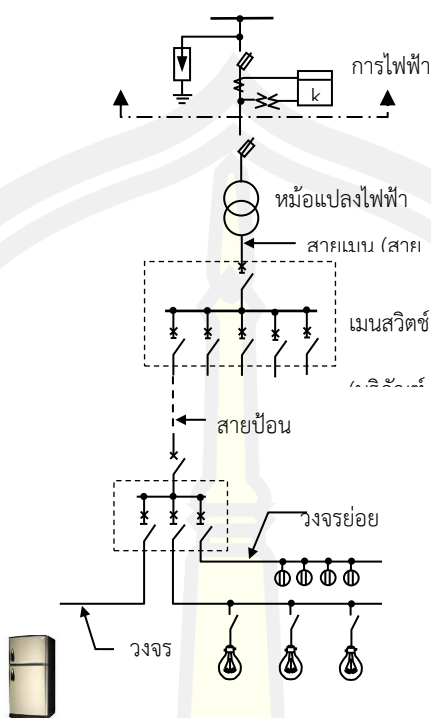 การไฟฟ้า
k
หม้อแปลงไฟฟ้า
สายเมน (สาย
เมนสวิตช์
สายป้อน
วงจรย่อย
วงจร